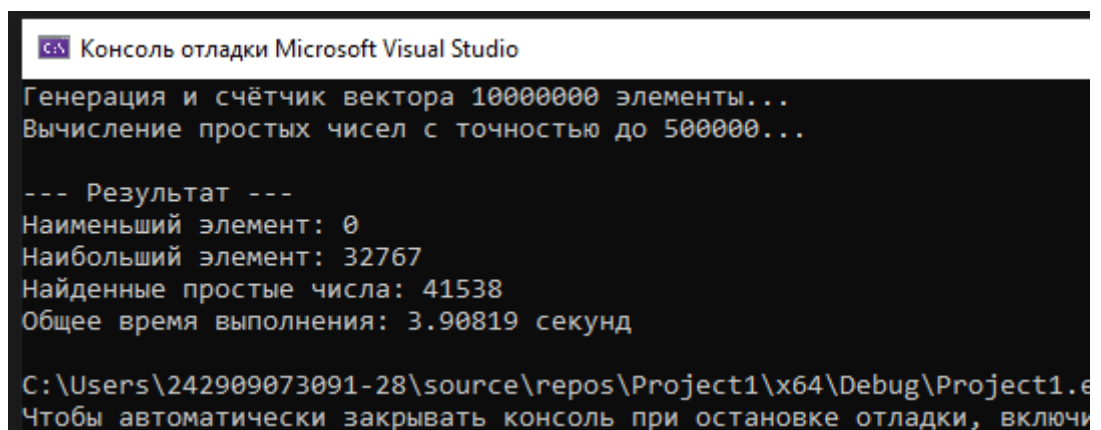 Консоль отладки Microsoft Visual Studio
Генерация и счётчик вектора 10000000 элементы...
Вычисление простых чисел с точностью до 500000...
--- Результат ---
Наименьший элемент: 0
Наибольший элемент: 32767
Найденные простые числа: 41538
Общее время выполнения: 3.90819 секунд
C:\Users\242909073091-28\source\repos\Project1\x64\Debug\Project1.e
Чтобы автоматически закрывать консоль при остановке отладки, включи